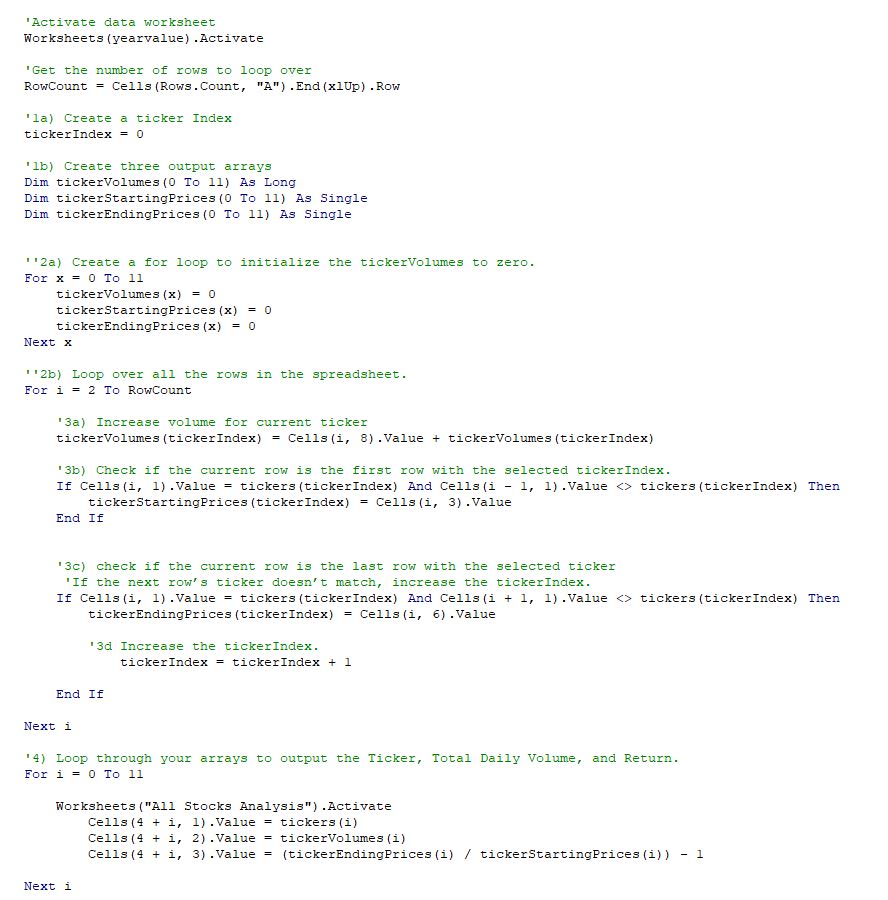 'Activate data worksheet
Worksheets(yearvalue).Activate
'Get the number of rows to loop over
RowCount = Cells(Rows.Count, "A").End(xlUp).Row
'1a) Create a ticker Index
tickerIndex = 0
'1b) Create three output arrays
Dim tickerVolumes(0 To 11) As Long
Dim tickerStartingPrices(0 To 11) As Single
Dim tickerEndingPrices(0 To 11) As Single
''2a) Create a for loop to initialize the tickerVolumes to zero.
For x = 0 To 11
    tickerVolumes(x) = 0
    tickerStartingPrices(x) = 0
    tickerEndingPrices(x) = 0
Next x
''2b) Loop over all the rows in the spreadsheet.
For i = 2 To RowCount
    '3a) Increase volume for current ticker
    tickerVolumes(tickerIndex) = Cells(i, 8).Value + tickerVolumes(tickerIndex)
    '3b) Check if the current row is the first row with the selected tickerIndex.
    If Cells(i, 1).Value = tickers(tickerIndex) And Cells(i - 1, 1).Value <> tickers(tickerIndex) Then
        tickerStartingPrices(tickerIndex) = Cells(i, 3).Value
    End If
    '3c) check if the current row is the last row with the selected ticker
     'If the next row’s ticker doesn’t match, increase the tickerIndex.
    If Cells(i, 1).Value = tickers(tickerIndex) And Cells(i + 1, 1).Value <> tickers(tickerIndex) Then
        tickerEndingPrices(tickerIndex) = Cells(i, 6).Value
        '3d Increase the tickerIndex.
            tickerIndex = tickerIndex + 1
    End If
Next i
'4) Loop through your arrays to output the Ticker, Total Daily Volume, and Return.
For i = 0 To 11
    Worksheets("All Stocks Analysis").Activate
        Cells(4 + i, 1).Value = tickers(i)
        Cells(4 + i, 2).Value = tickerVolumes(i)
        Cells(4 + i, 3).Value = (tickerEndingPrices(i) / tickerStartingPrices(i)) - 1
Next i